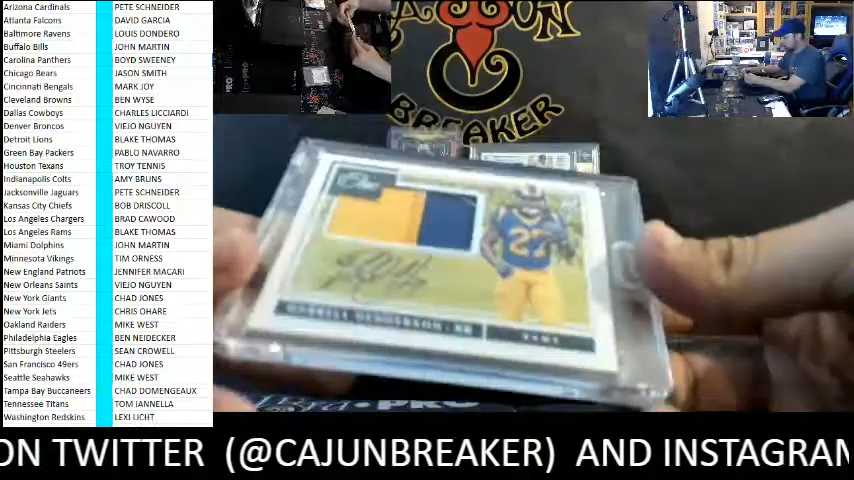 Arizona Cardinals PETE SCHNEIDER
Atlanta Falcons DAVID GARCIA
Baltimore Ravens LOUIS DONDERO
Buffalo Bills JOHN MARTIN
Carolina Panthers BOYD SWEENEY
Chicago Bears JASON SMITH
Cincinnati Bengals MARK JOY
Cleveland Browns BEN WYSE
Dallas Cowboys CHARLES LICCIARDI
Denver Broncos VIEJO NGUYEN
Detroit Lions BLAKE THOMAS
Green Bay Packers PABLO NAVARRO
Houston Texans TROY TENNIS
Indianapolis Colts AMY BRUNS
Jacksonville Jaguars PETE SCHNEIDER
Kansas City Chiefs BOB DRISCOLL
Los Angeles Chargers BRAD CAWOOD
Los Angeles Rams BLAKE THOMAS
Miami Dolphins JOHN MARTIN
Minnesota Vikings TIM ORNESS
New England Patriots JENNIFER MACARI
New Orleans Saints VIEJO NGUYEN
New York Giants CHAD JONES
New York Jets CHRIS OHARE
Oakland Raiders MIKE WEST
Philadelphia Eagles BEN NEIDECKER
Pittsburgh Steelers SEAN CROWELL
San Francisco 49ers CHAD JONES
Seattle Seahawks MIKE WEST
Tampa Bay Buccaneers CHAD DOMENGEAUX
Tennessee Titans TOM IANNELLA
Washington Redskins LEXI LICHT
BREAKER
One
27
DARRELL HENDERSON - RB
RAMS
PRO
ON TWITTER (@CAJUNBREAKER) AND INSTAGRAM